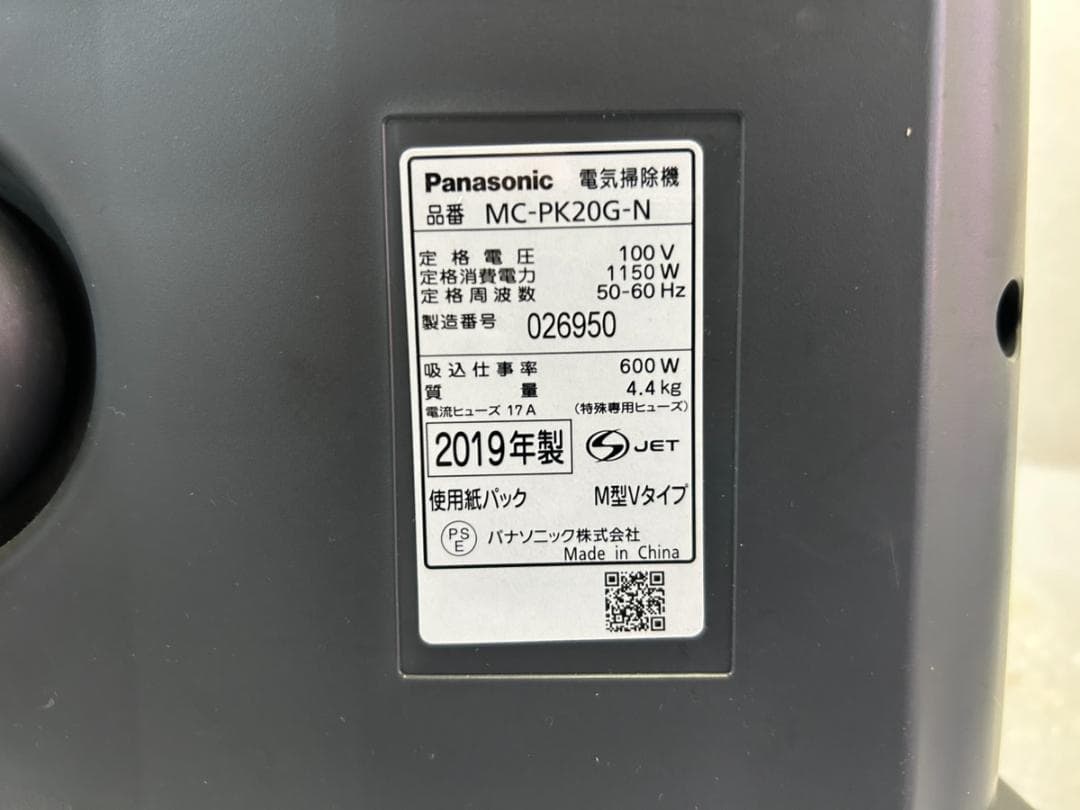 Panasonic 電気掃除機
品番 MC-PK20G-N
定格電圧 100 V
定格消費電力 1150 W
定格周波数 50-60 Hz
製造番号 026950
吸込仕事率 600 W
質量 4.4 kg
電流ヒューズ 17 A (特殊専用ヒューズ)
2019年製 S JET
使用紙パック M型Vタイプ
PS E パナソニック株式会社
Made in China